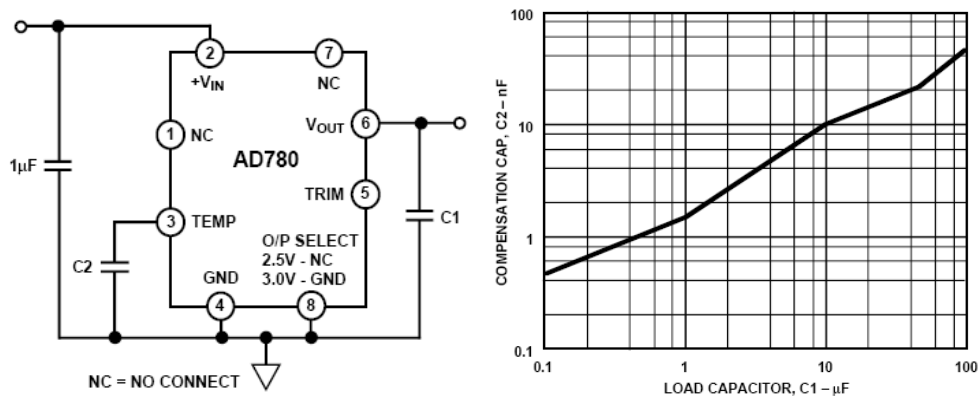 2
+VIN
7
NC
1
NC
VOUT
6
AD780
1μF
TRIM
5
3
TEMP
C1
O/P SELECT
2.5V - NC
3.0V - GND
C2
GND
4
8
NC = NO CONNECT
COMPENSATION CAP, C2 – nF
100
10
1
0.1
0.1
1
10
100
LOAD CAPACITOR, C1 – μF